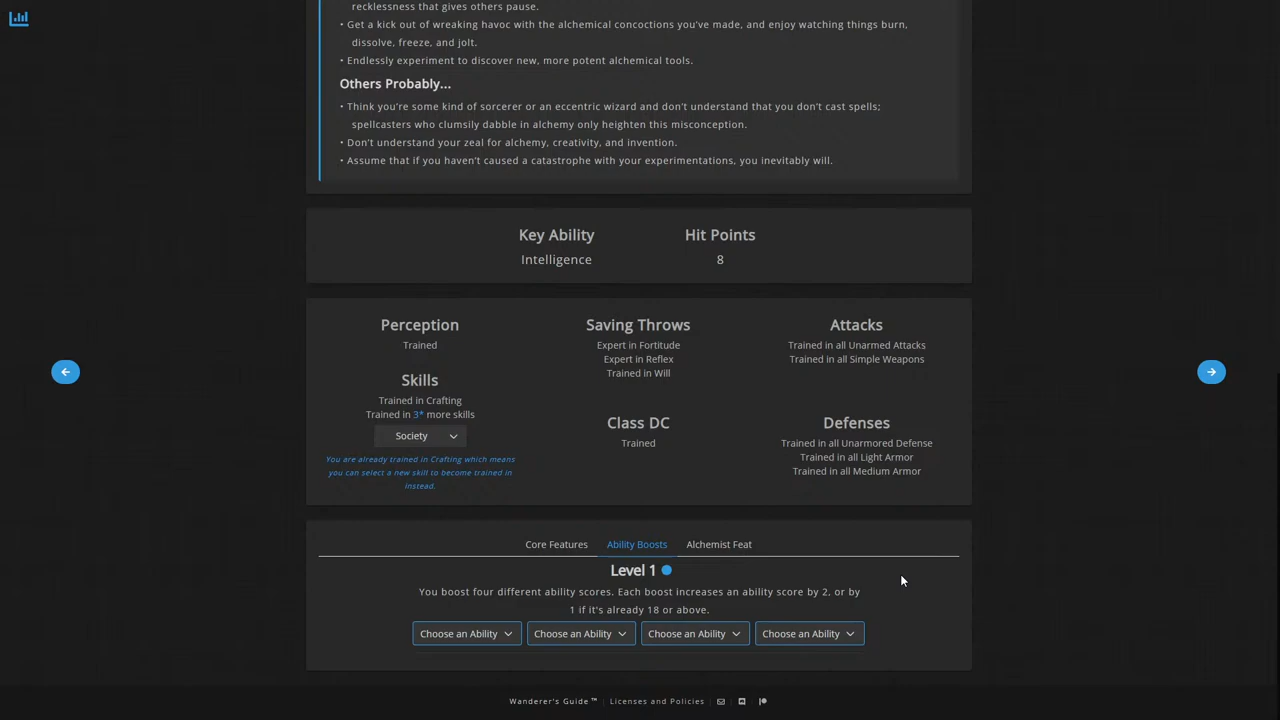 recklessness that gives others pause.
• Get a kick out of wreaking havoc with the alchemical concoctions you've made, and enjoy watching things burn,
dissolve, freeze, and jolt.
• Endlessly experiment to discover new, more potent alchemical tools.
Others Probably...
• Think you're some kind of sorcerer or an eccentric wizard and don't understand that you don't cast spells;
spellcasters who clumsily dabble in alchemy only heighten this misconception.
• Don't understand your zeal for alchemy, creativity, and invention.
• Assume that if you haven't caused a catastrophe with your experimentations, you inevitably will.
Key Ability
Intelligence
Hit Points
8
Perception
Trained
Skills
Trained in Crafting
Trained in 3* more skills
Society
You are already trained in Crafting which means
you can select a new skill to become trained in
instead.
Saving Throws
Expert in Fortitude
Expert in Reflex
Trained in Will
Class DC
Trained
Attacks
Trained in all Unarmed Attacks
Trained in all Simple Weapons
Defenses
Trained in all Unarmored Defense
Trained in all Light Armor
Trained in all Medium Armor
Core Features Ability Boosts Alchemist Feat
Level 1
You boost four different ability scores. Each boost increases an ability score by 2, or by
1 if it's already 18 or above.
Choose an Ability Choose an Ability Choose an Ability Choose an Ability
Wanderer's Guide ™ | Licenses and Policies |